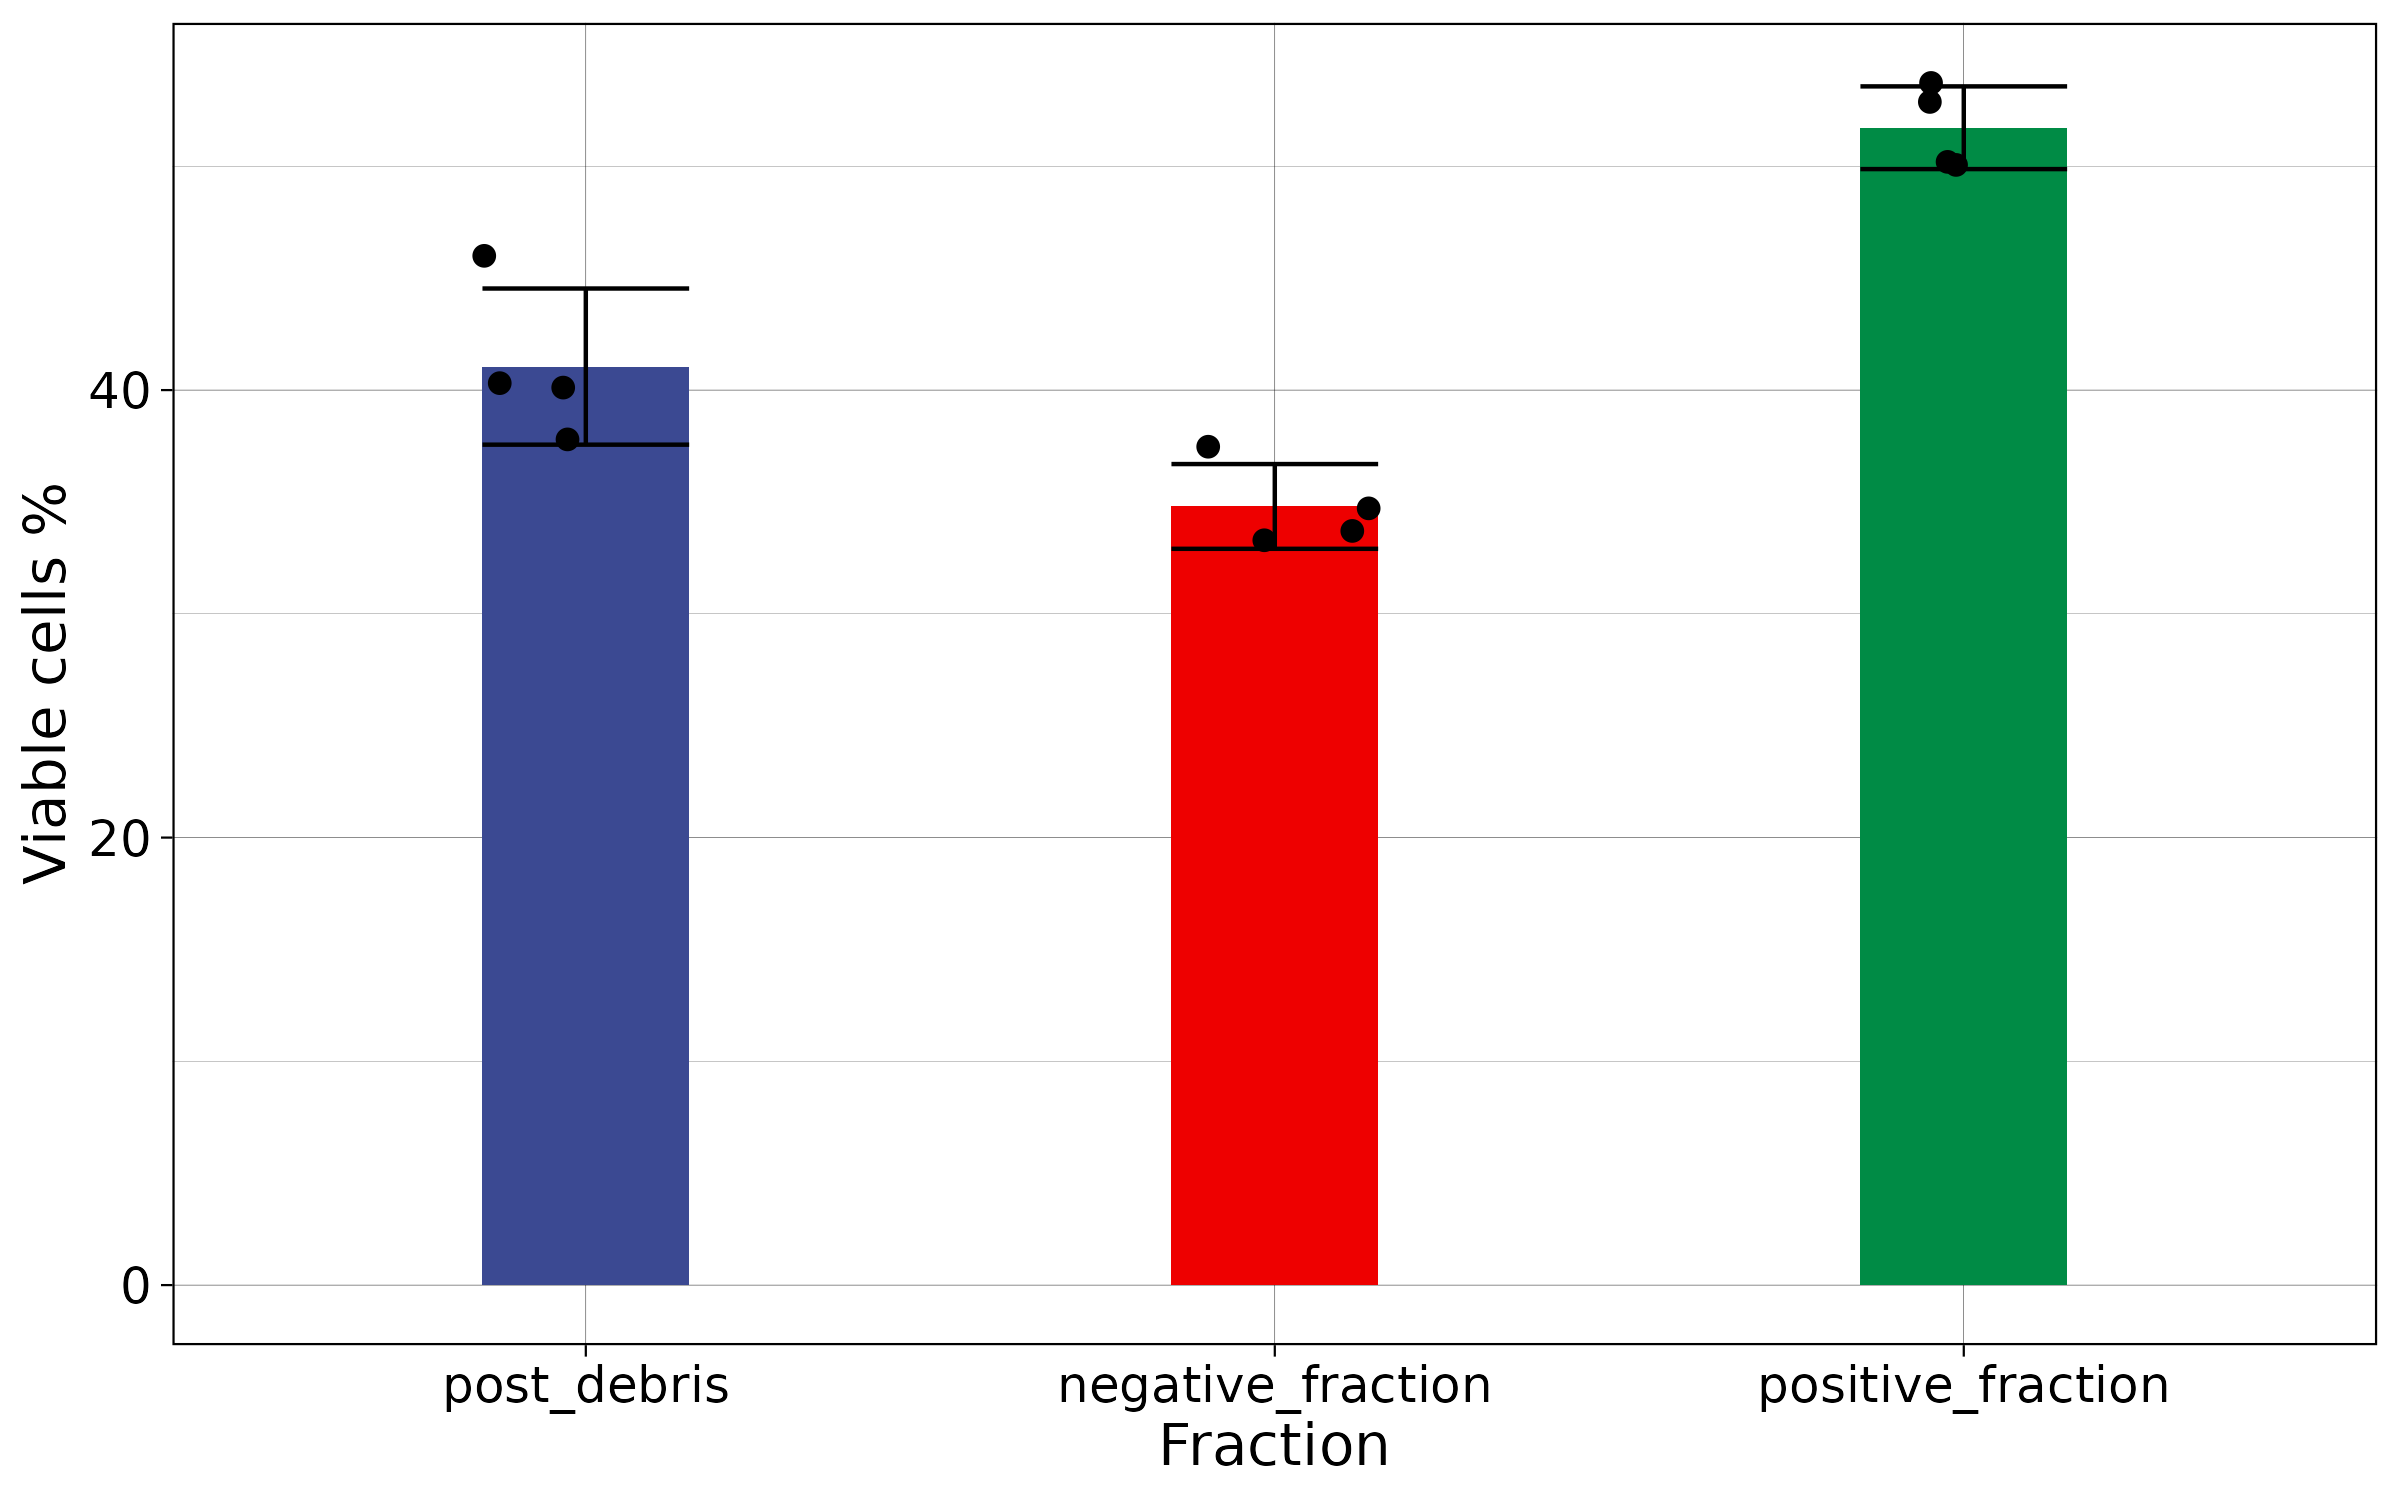 Viable cells %
40
20
0
post_debris
negative_fraction
positive_fraction
Fraction